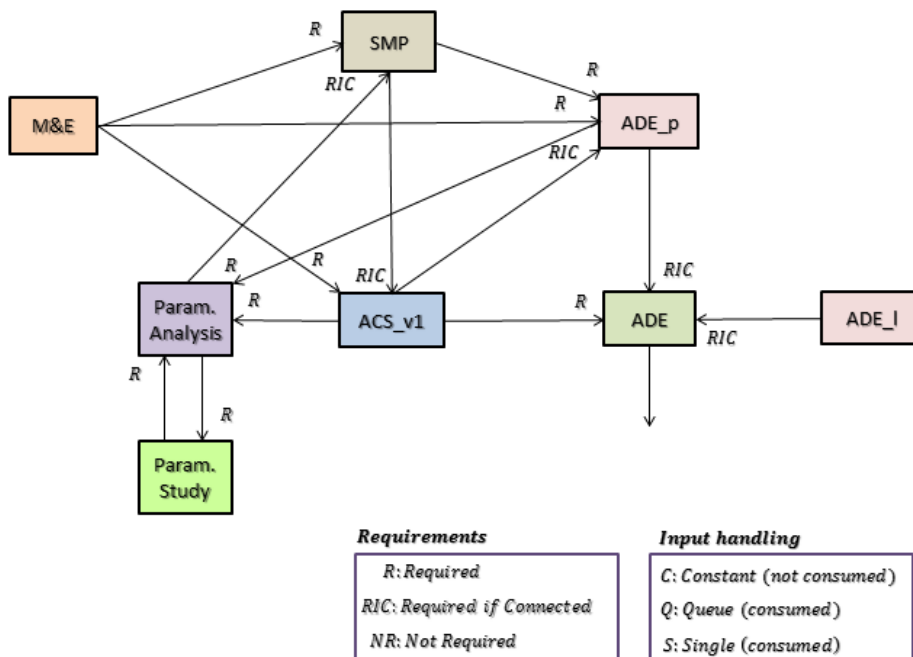 R
SMP
RIC
R
M&E
R
ADE_p
RIC
R
R
RIC
RIC
Param.
Analysis
R
ACS_v1
R
ADE
RIC
ADE_l
R
R
Param.
Study
Requirements
R: Required
RIC: Required if Connected
NR: Not Required
Input handling
C: Constant (not consumed)
Q: Queue (consumed)
S: Single (consumed)